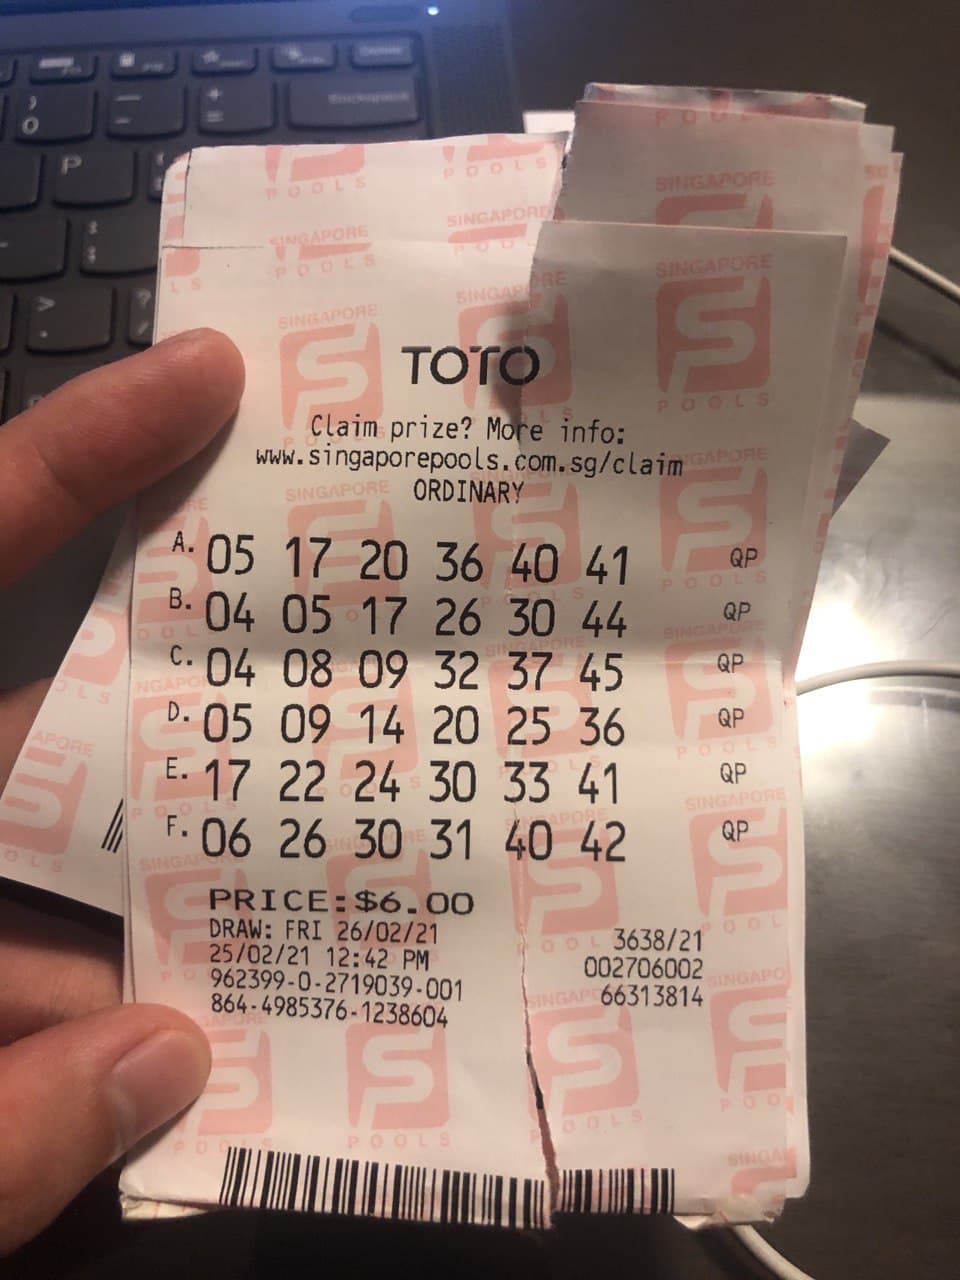 TOTO
Claim prize? More info:
www.singaporepools.com.sg/claim
ORDINARY
A. 05 17 20 36 40 41 QP
B. 04 05 17 26 30 44 QP
C. 04 08 09 32 37 45 QP
D. 05 09 14 20 25 36 QP
E. 17 22 24 30 33 41 QP
F. 06 26 30 31 40 42 QP
PRICE:$6.00
DRAW: FRI 26/02/21 3638/21
25/02/21 12:42 PM 002706002
962399-0-2719039-001 66313814
864-4985376-1238604
SINGAPORE
POOLS
Backspace
P